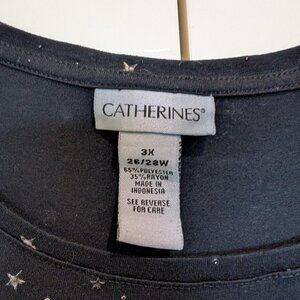 CATHERINES®
3X
26/28W
65%POLYESTER
35%RAYON
MADE IN
INDONESIA
SEE REVERSE
FOR CARE